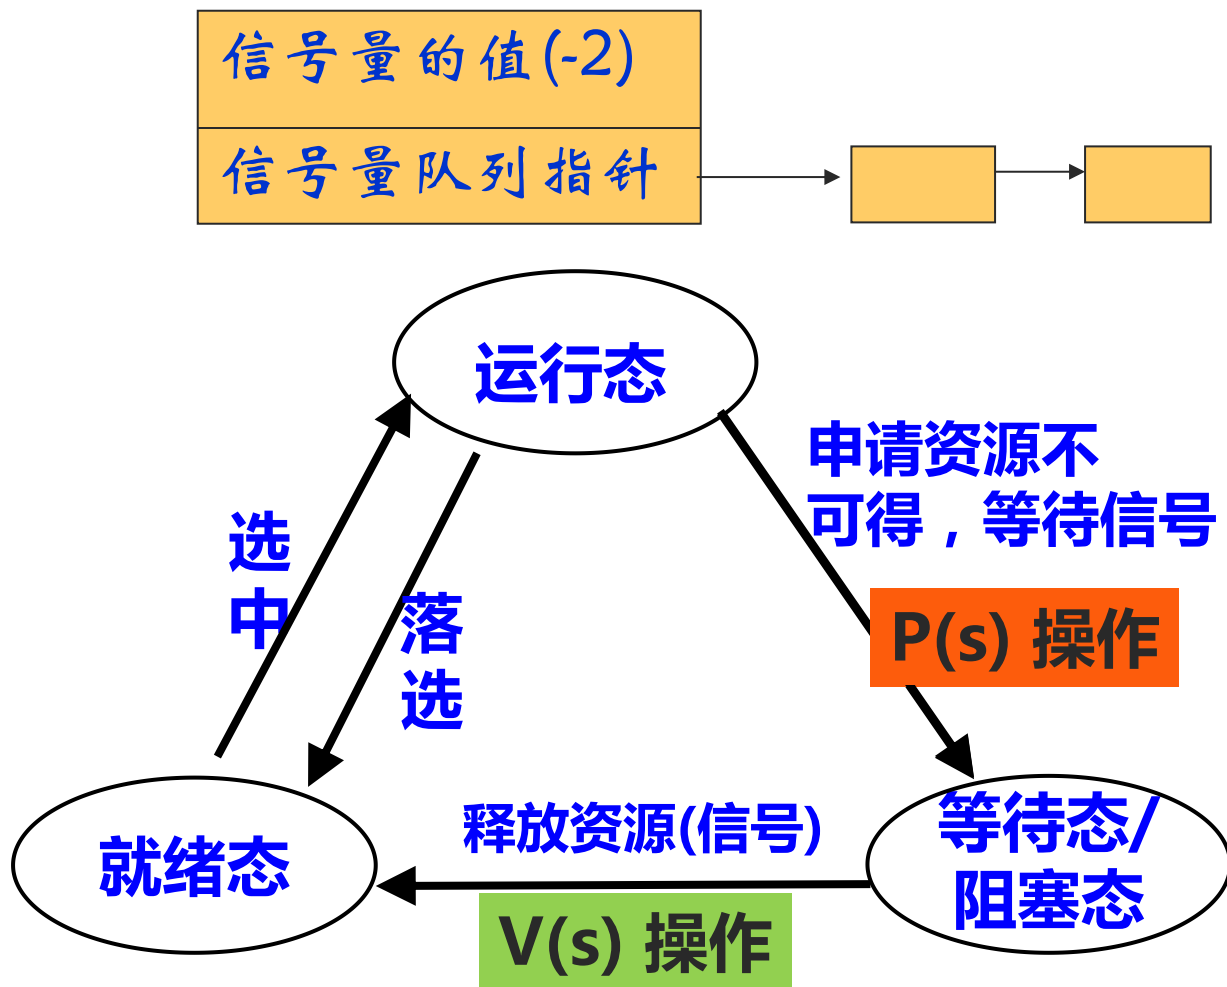 信号量的值(-2)
信号量队列指针
运行态
申请资源不
可得，等待信号
选
中
落
选
P(s) 操作
释放资源(信号)
等待态/
阻塞态
就绪态
V(s) 操作